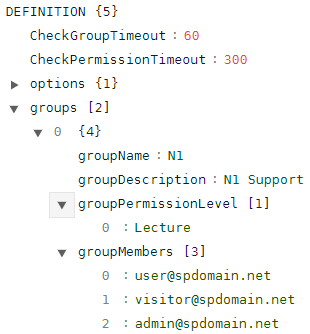 DEFINITION {5}
CheckGroupTimeout : 60
CheckPermissionTimeout : 300
options {1}
groups [2]
0 {4}
groupName : N1
groupDescription : N1 Support
groupPermissionLevel [1]
0 : Lecture
groupMembers [3]
0 : user@spdomain.net
1 : visitor@spdomain.net
2 : admin@spdomain.net